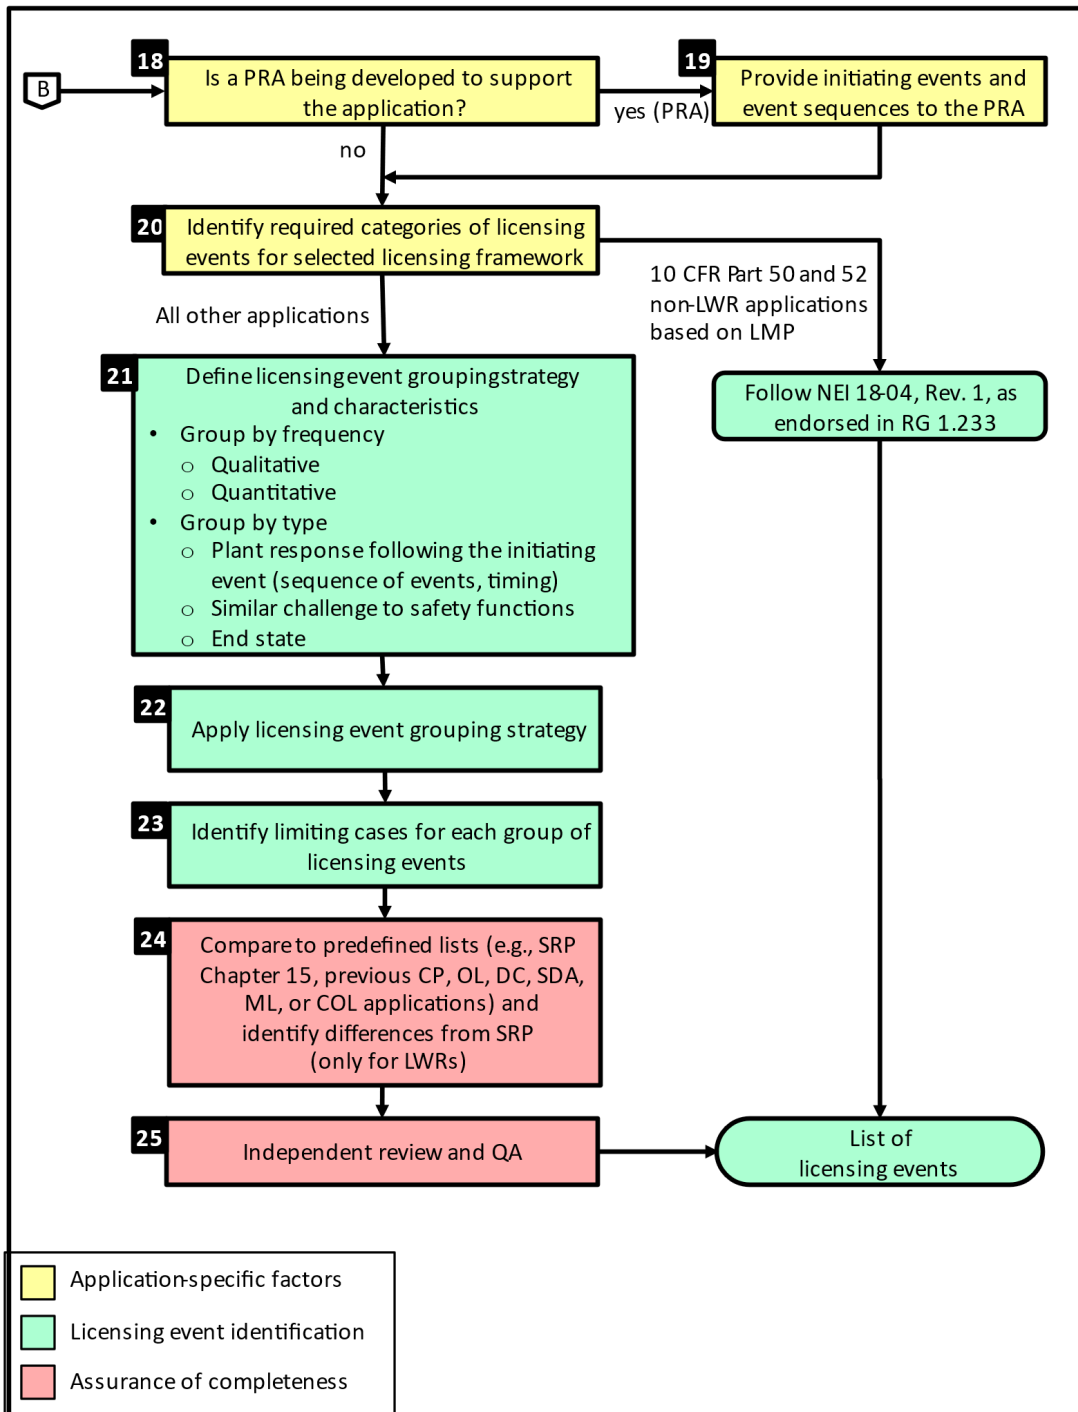 B
18
Is a PRA being developed to support
the application?
yes (PRA)
19
Provide initiating events and
event sequences to the PRA
no
20
Identify required categories of licensing
events for selected licensing framework
10 CFR Part 50 and 52
non-LWR applications
based on LMP
All other applications
21
Define licensing event grouping strategy
and characteristics
• Group by frequency
o Qualitative
o Quantitative
• Group by type
o Plant response following the initiating
event (sequence of events, timing)
o Similar challenge to safety functions
o End state
Follow NEI 18-04, Rev. 1, as
endorsed in RG 1.233
22
Apply licensing event grouping strategy
23
Identify limiting cases for each group of
licensing events
24
Compare to predefined lists (e.g., SRP
Chapter 15, previous CP, OL, DC, SDA,
ML, or COL applications) and
identify differences from SRP
(only for LWRs)
25
Independent review and QA
List of
licensing events
Application-specific factors
Licensing event identification
Assurance of completeness